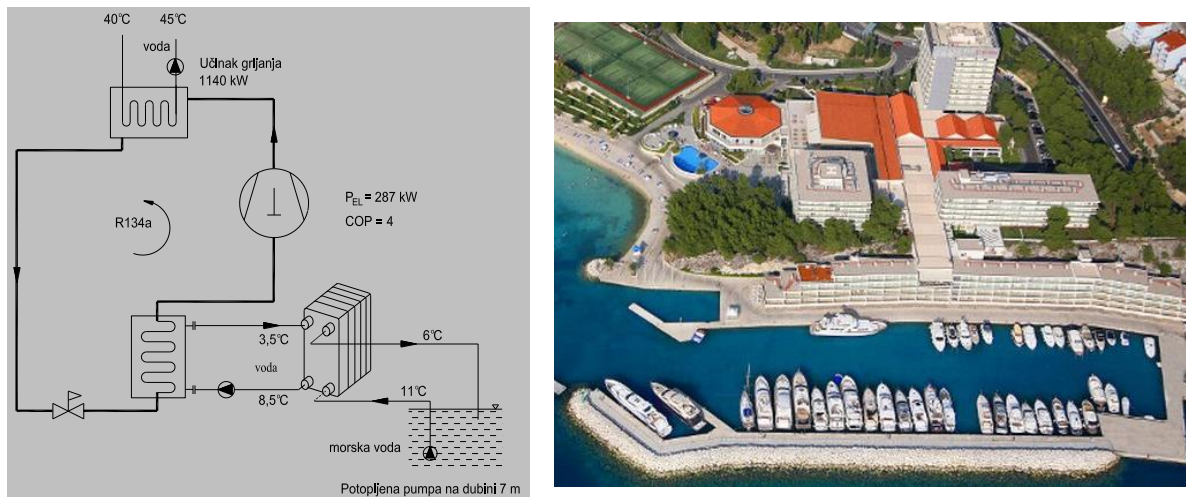 40℃
45℃
voda
Učinak grijanja
1140 kW
R134a
PEL = 287 kW
COP = 4
3,5℃
6℃
voda
8,5℃
11℃
morska voda
Potopljena pumpa na dubini 7 m